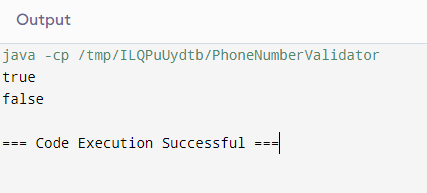 Output
java -cp /tmp/ILQPuUydtb/PhoneNumberValidator
true
false
=== Code Execution Successful ===